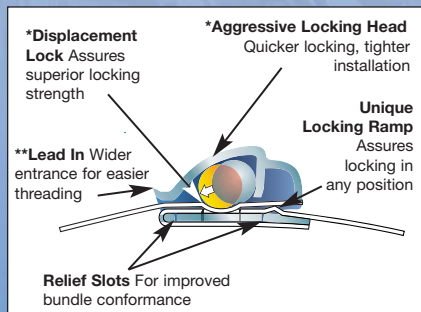 *Displacement
Lock Assures
superior locking
strength
*Aggressive Locking Head
Quicker locking, tighter
installation
**Lead In Wider
entrance for easier
threading
Unique
Locking Ramp
Assures
locking in
any position
Relief Slots For improved
bundle conformance